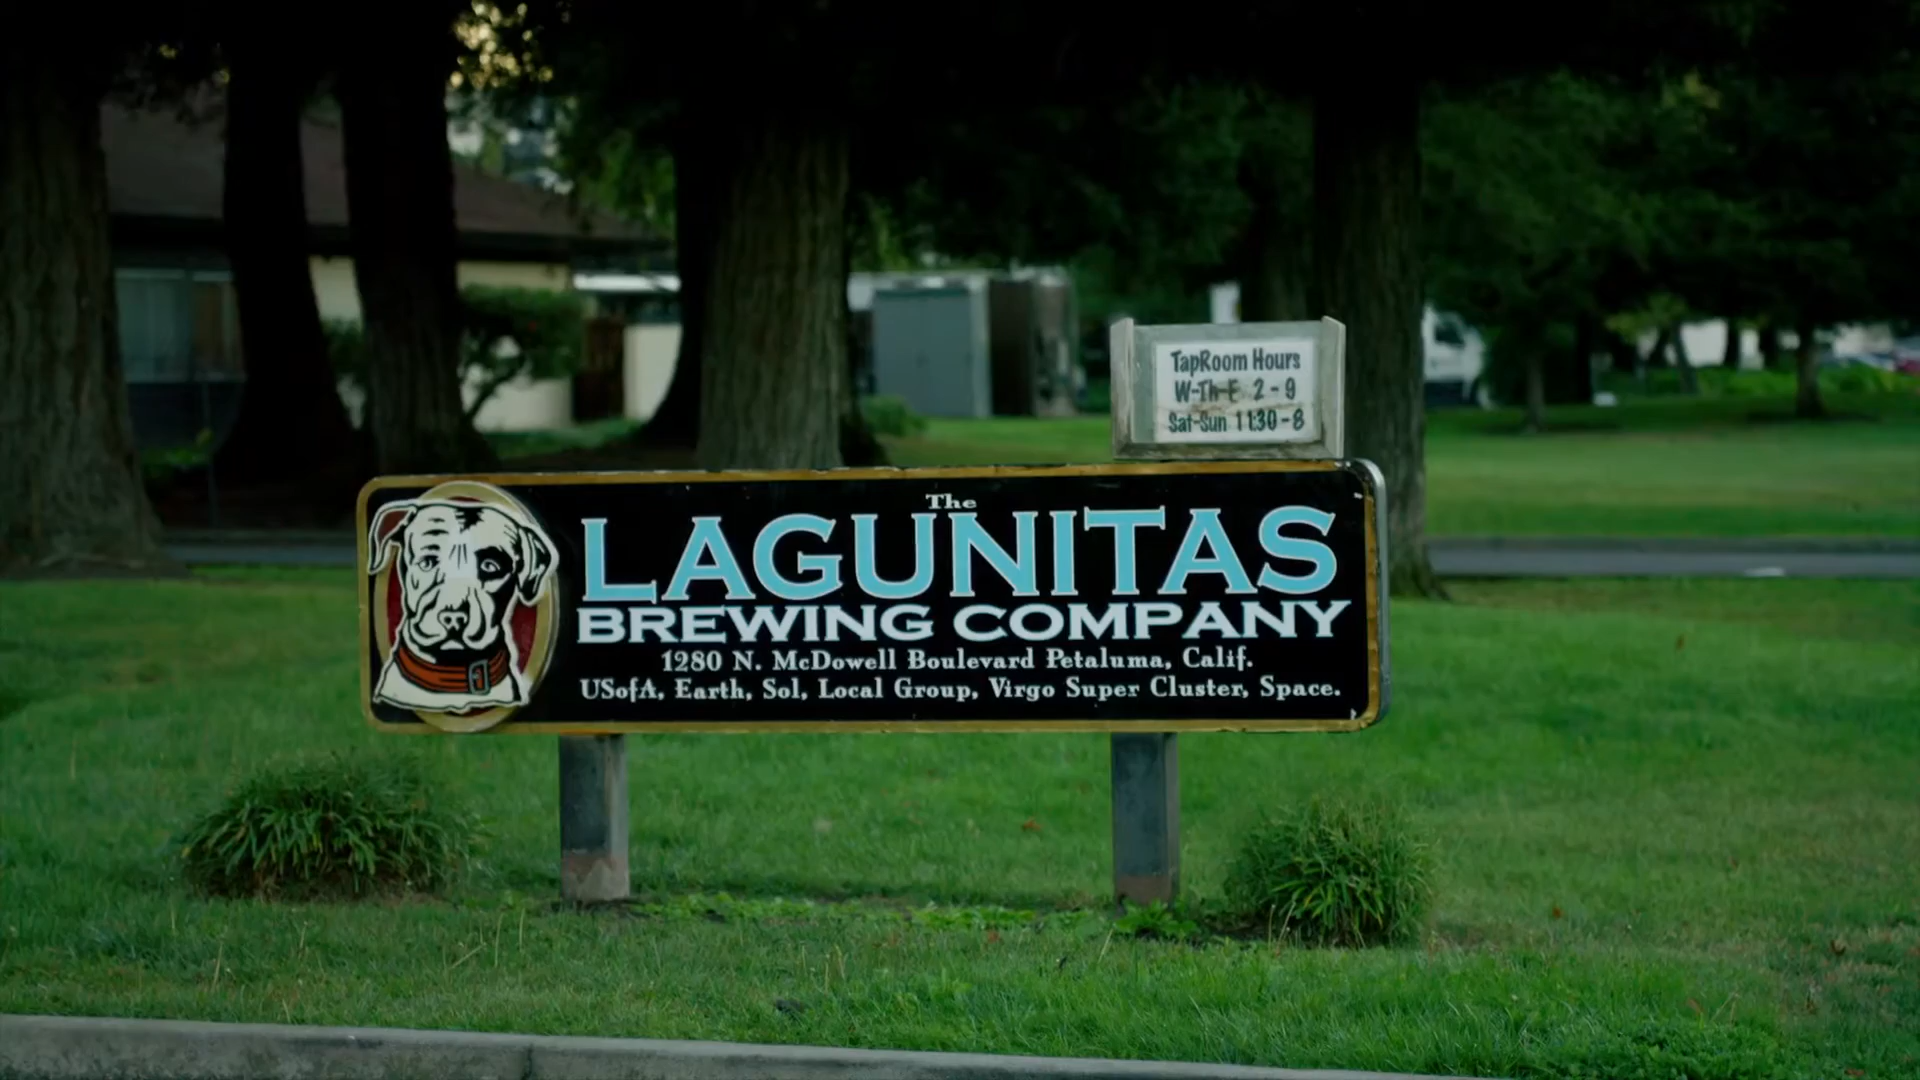 TapRoom Hours
W-Th-F 2-9
Sat-Sun 11:30-8
The
LAGUNITAS
BREWING COMPANY
1280 N. McDowell Boulevard Petaluma, Calif.
USofA, Earth, Sol, Local Group, Virgo Super Cluster, Space.